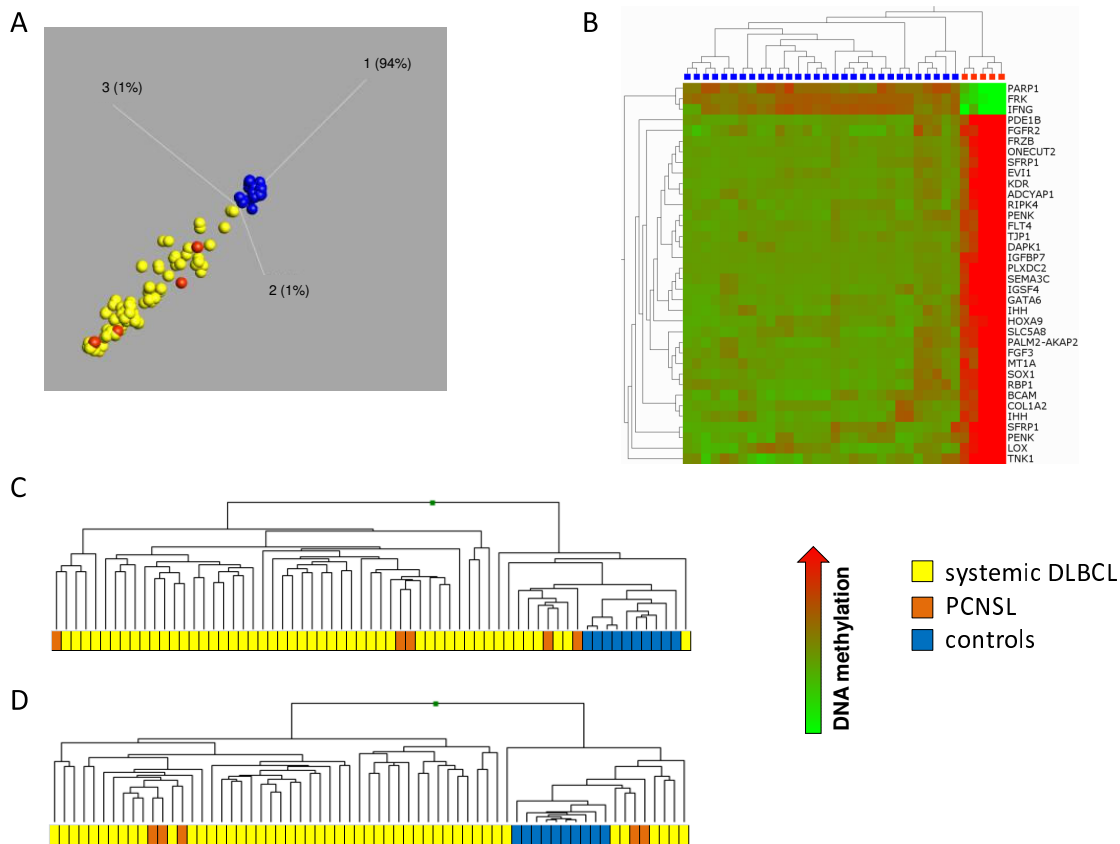 A
1 (94%)
3 (1%)
2 (1%)
B
PARP1
FRK
IFNG
PDE1B
FGFR2
FRZB
ONECUT2
SFRP1
EVI1
KDR
ADCYAP1
RIPK4
PENK
FLT4
TJP1
DAPK1
IGFBP7
PLXDC2
SEMA3C
IGSF4
GATA6
IHH
HOXA9
SLC5A8
PALM2-AKAP2
FGF3
MT1A
SOX1
RBP1
BCAM
COL1A2
IHH
SFRP1
PENK
LOX
TNK1
C
D
DNA methylation
systemic DLBCL
PCNSL
controls